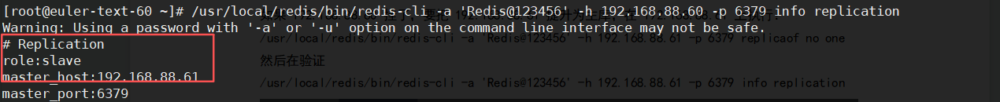 [root@euler-text-60 ~]# /usr/local/redis/bin/redis-cli -a 'Redis@123456' -h 192.168.88.60 -p 6379 info replication
Warning: Using a password with '-a' or '-u' option on the command line interface may not be safe.
# Replication
/usr/local/redis/bin/redis-cli -a 'Redis@123456' -h 192.168.88.61 -p 6379 replicaof no one
role:slave
然后在验证
master_host:192.168.88.61
/usr/local/redis/bin/redis-cli -a 'Redis@123456' -h 192.168.88.61 -p 6379 info replication
master_port:6379